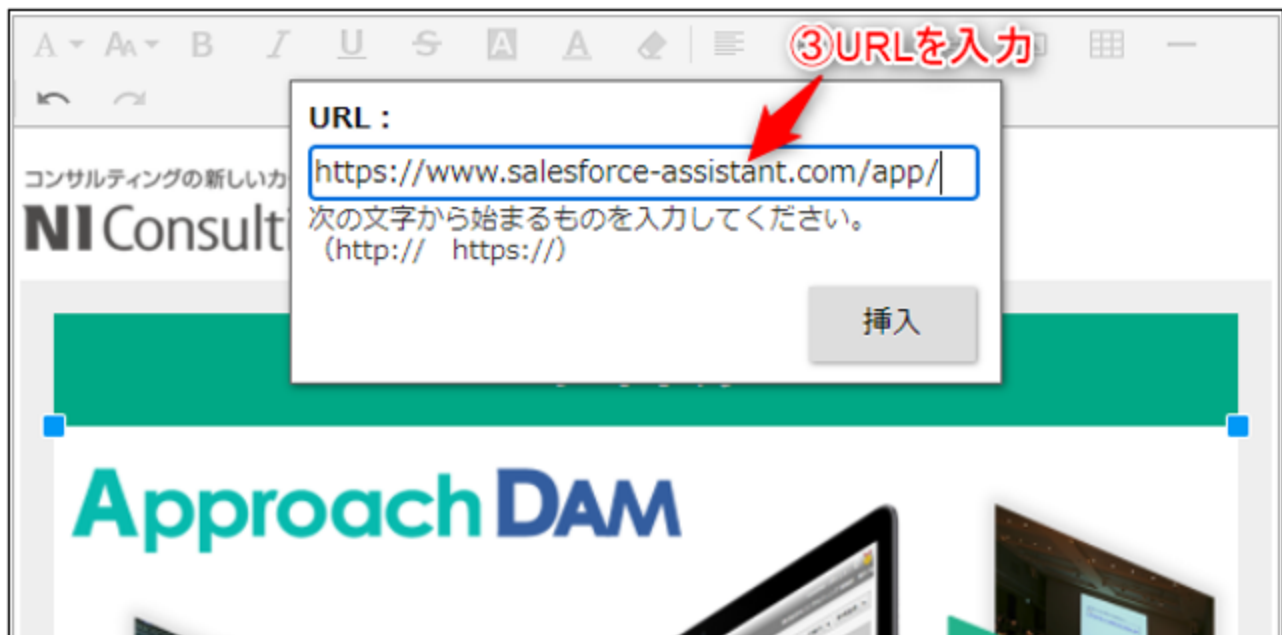 ③URLを入力
URL：
https://www.salesforce-assistant.com/app/
次の文字から始まるものを入力してください。
（http://　https://）
挿入
コンサルティングの新しいカ
NI Consulti
Approach DAM